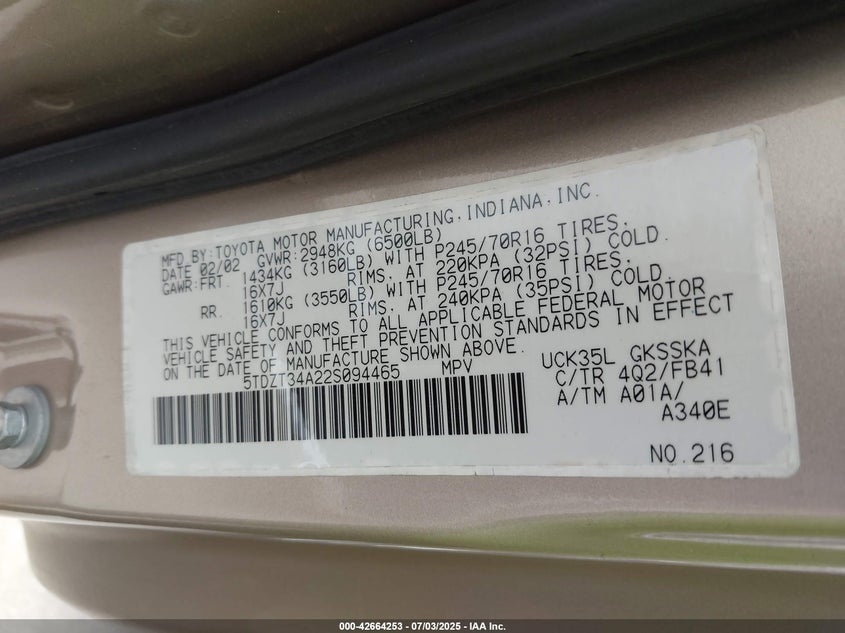 MFD BY:TOYOTA MOTOR MANUFACTURING,INDIANA,INC.
DATE 02/02 GVWR:2948KG (6500LB)
GAWR:FRT. 1434KG (3160LB) WITH P245/70R16 TIRES,
16X7J RIMS, AT 220KPA (32PSI) COLD.
RR. 1610KG (3550LB) WITH P245/70R16 TIRES,
16X7J RIMS, AT 240KPA (35PSI) COLD.
THIS VEHICLE CONFORMS TO ALL APPLICABLE FEDERAL MOTOR
VEHICLE SAFETY AND THEFT PREVENTION STANDARDS IN EFFECT
ON THE DATE OF MANUFACTURE SHOWN ABOVE.
5TDZT34A22S094465 MPV
UCK35L GKSSKA
C/TR 4Q2/FB41
A/TM A01A/
A340E
NO.216
000-42664253 - 07/03/2025 - IAA Inc.